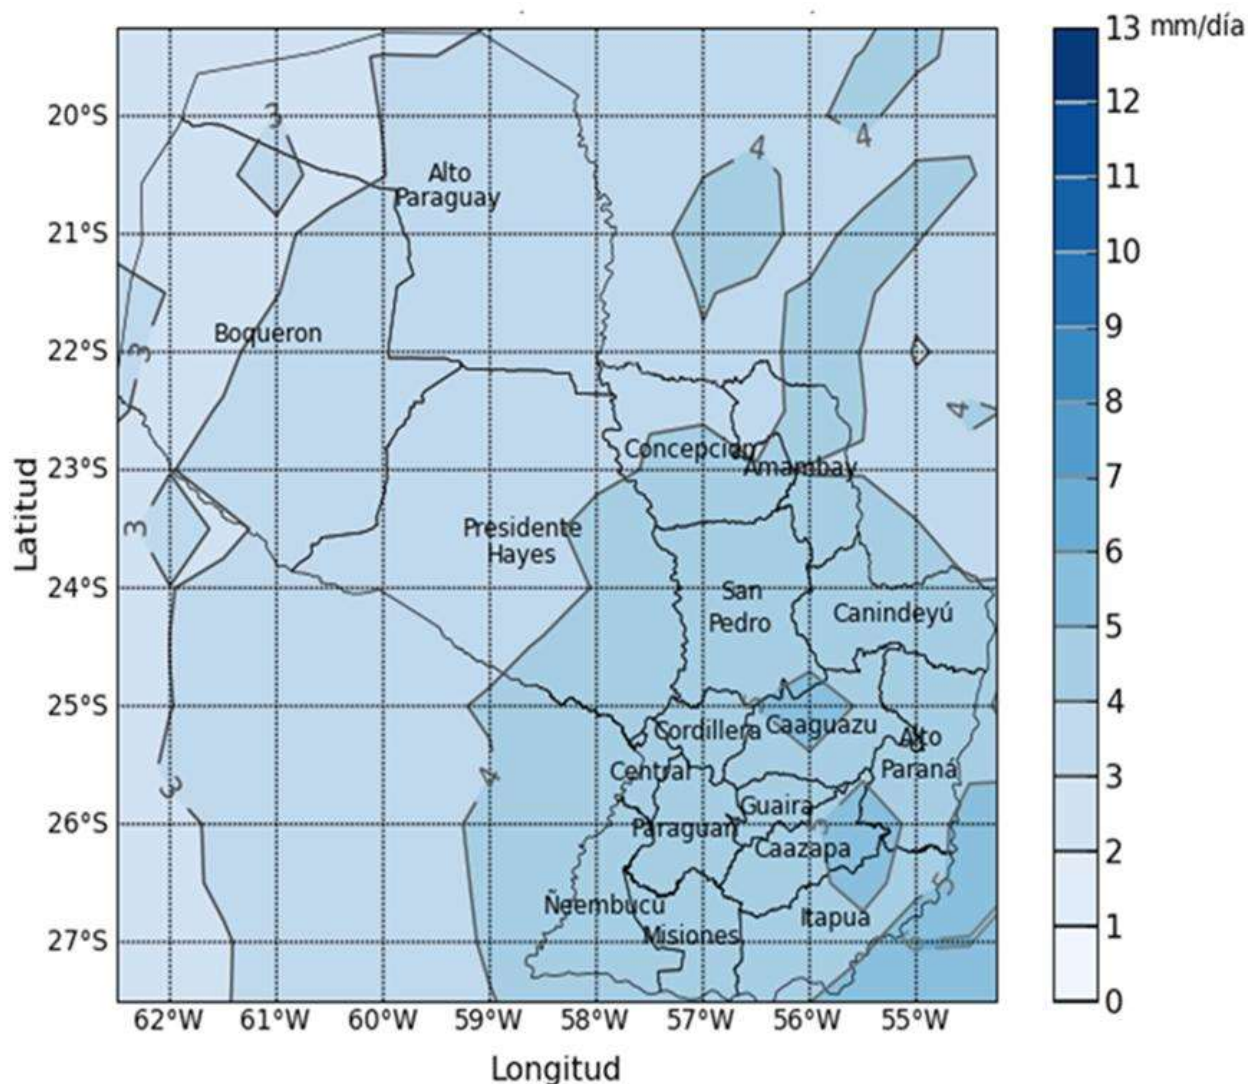 13 mm/día
12
11
10
9
8
7
6
5
4
3
2
1
0
20°S
21°S
22°S
23°S
24°S
25°S
26°S
27°S
Latitud
3
4
4
Alto
Paraguay
Boqueron
3
4
Concepcion
Amambay
3
Presidente
Hayes
San
Pedro
Canindeyú
5
Cordillera
Caaguazu
Alto
Paraná
Central
3
4
Guaira
5
Paraguari
Caazapa
5
Ñeembucu
Itapua
Misiones
62°W
61°W
60°W
59°W
58°W
57°W
56°W
55°W
Longitud